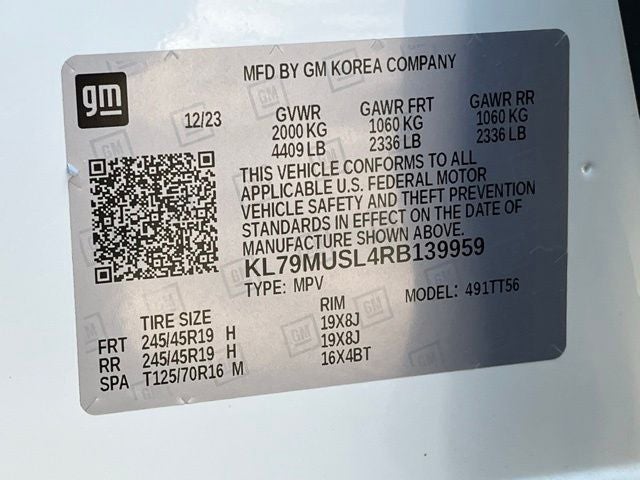 gm
MFD BY GM KOREA COMPANY
12/23
GVWR GAWR FRT GAWR RR
2000 KG 1060 KG 1060 KG
4409 LB 2336 LB 2336 LB
THIS VEHICLE CONFORMS TO ALL
APPLICABLE U.S. FEDERAL MOTOR
VEHICLE SAFETY AND THEFT PREVENTION
STANDARDS IN EFFECT ON THE DATE OF
MANUFACTURE SHOWN ABOVE.
KL79MUSL4RB139959
TYPE: MPV MODEL: 491TT56
TIRE SIZE RIM
FRT 245/45R19 H 19X8J
RR 245/45R19 H 19X8J
SPA T125/70R16 M 16X4BT